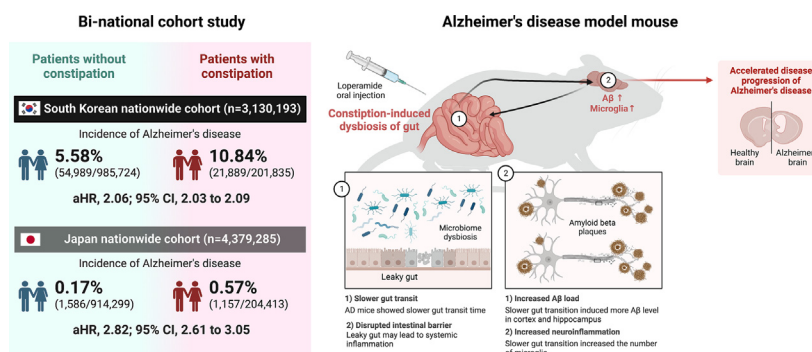 Bi-national cohort study
Patients without
constipation
Patients with
constipation
South Korean nationwide cohort (n=3,130,193)
Incidence of Alzheimer's disease
5.58%
(54,989/985,724)
10.84%
(21,889/201,835)
aHR, 2.06; 95% CI, 2.03 to 2.09
Japan nationwide cohort (n=4,379,285)
Incidence of Alzheimer's disease
0.17%
(1,586/914,299)
0.57%
(1,157/204,413)
aHR, 2.82; 95% CI, 2.61 to 3.05
Alzheimer's disease model mouse
Loperamide
oral injection
Constiption-induced
dysbiosis of gut
1
2
Aβ ↑
Microglia ↑
Accelerated disease
progression of
Alzheimer's disease
Healthy
brain
Alzheimer
brain
1
Microbiome
dysbiosis
Leaky gut
1) Slower gut transit
AD mice showed slower gut transit time
2) Disrupted intestinal barrier
Leaky gut may lead to systemic
inflammation
2
Amyloid beta
plaques
1) Increased Aβ load
Slower gut transition induced more Aβ level
in cortex and hippocampus
2) Increased neuroinflammation
Slower gut transition increased the number
of microglia